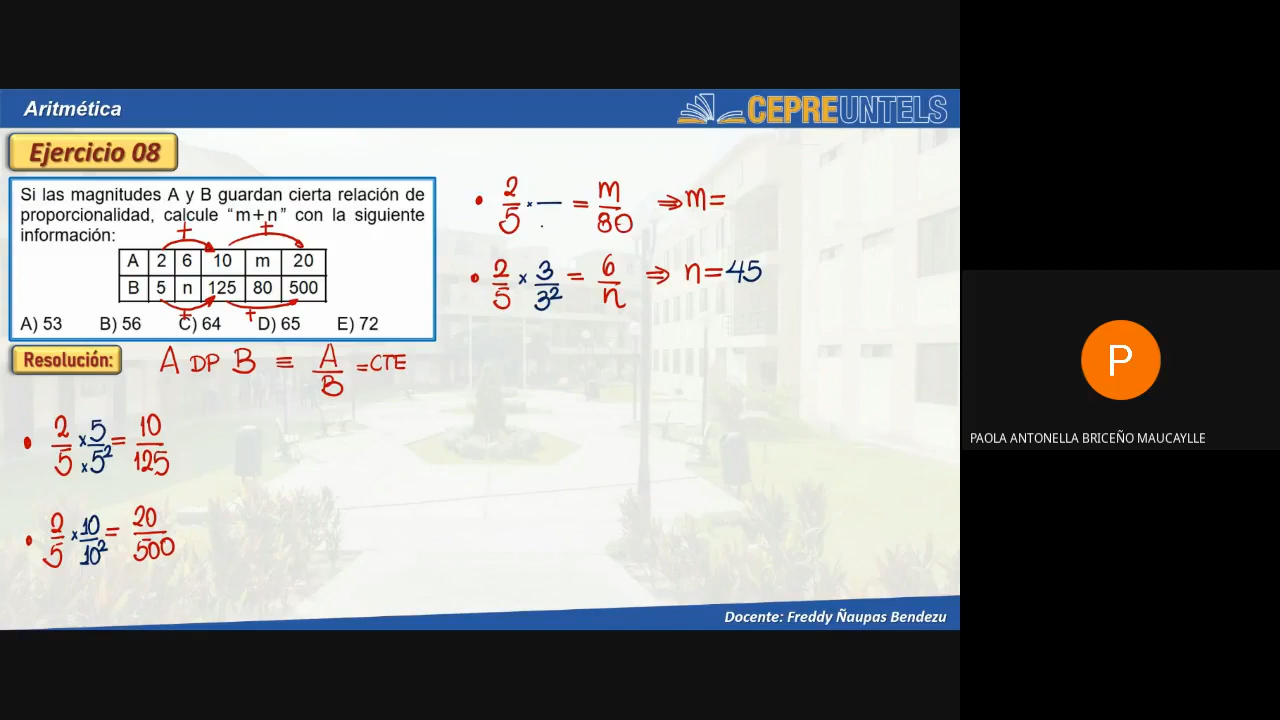 Aritmética
CEPREUNTELS
Ejercicio 08
Si las magnitudes A y B guardan cierta relación de
proporcionalidad, calcule "m+n" con la siguiente
información:
+ +
A 2 6 10 m 20
B 5 n 125 80 500
+ +
A) 53 B) 56 C) 64 D) 65 E) 72
Resolución: A DP B ≡ A/B = CTE
• 2/5 × 5/× 5² = 10/125
• 2/5 × 10/10² = 20/500
• 2/5 · — = m/80 ⇒ m=
• 2/5 × 3/3² = 6/n ⇒ n=45
Docente: Freddy Ñaupas Bendezu
P
PAOLA ANTONELLA BRICEÑO MAUCAYLLE